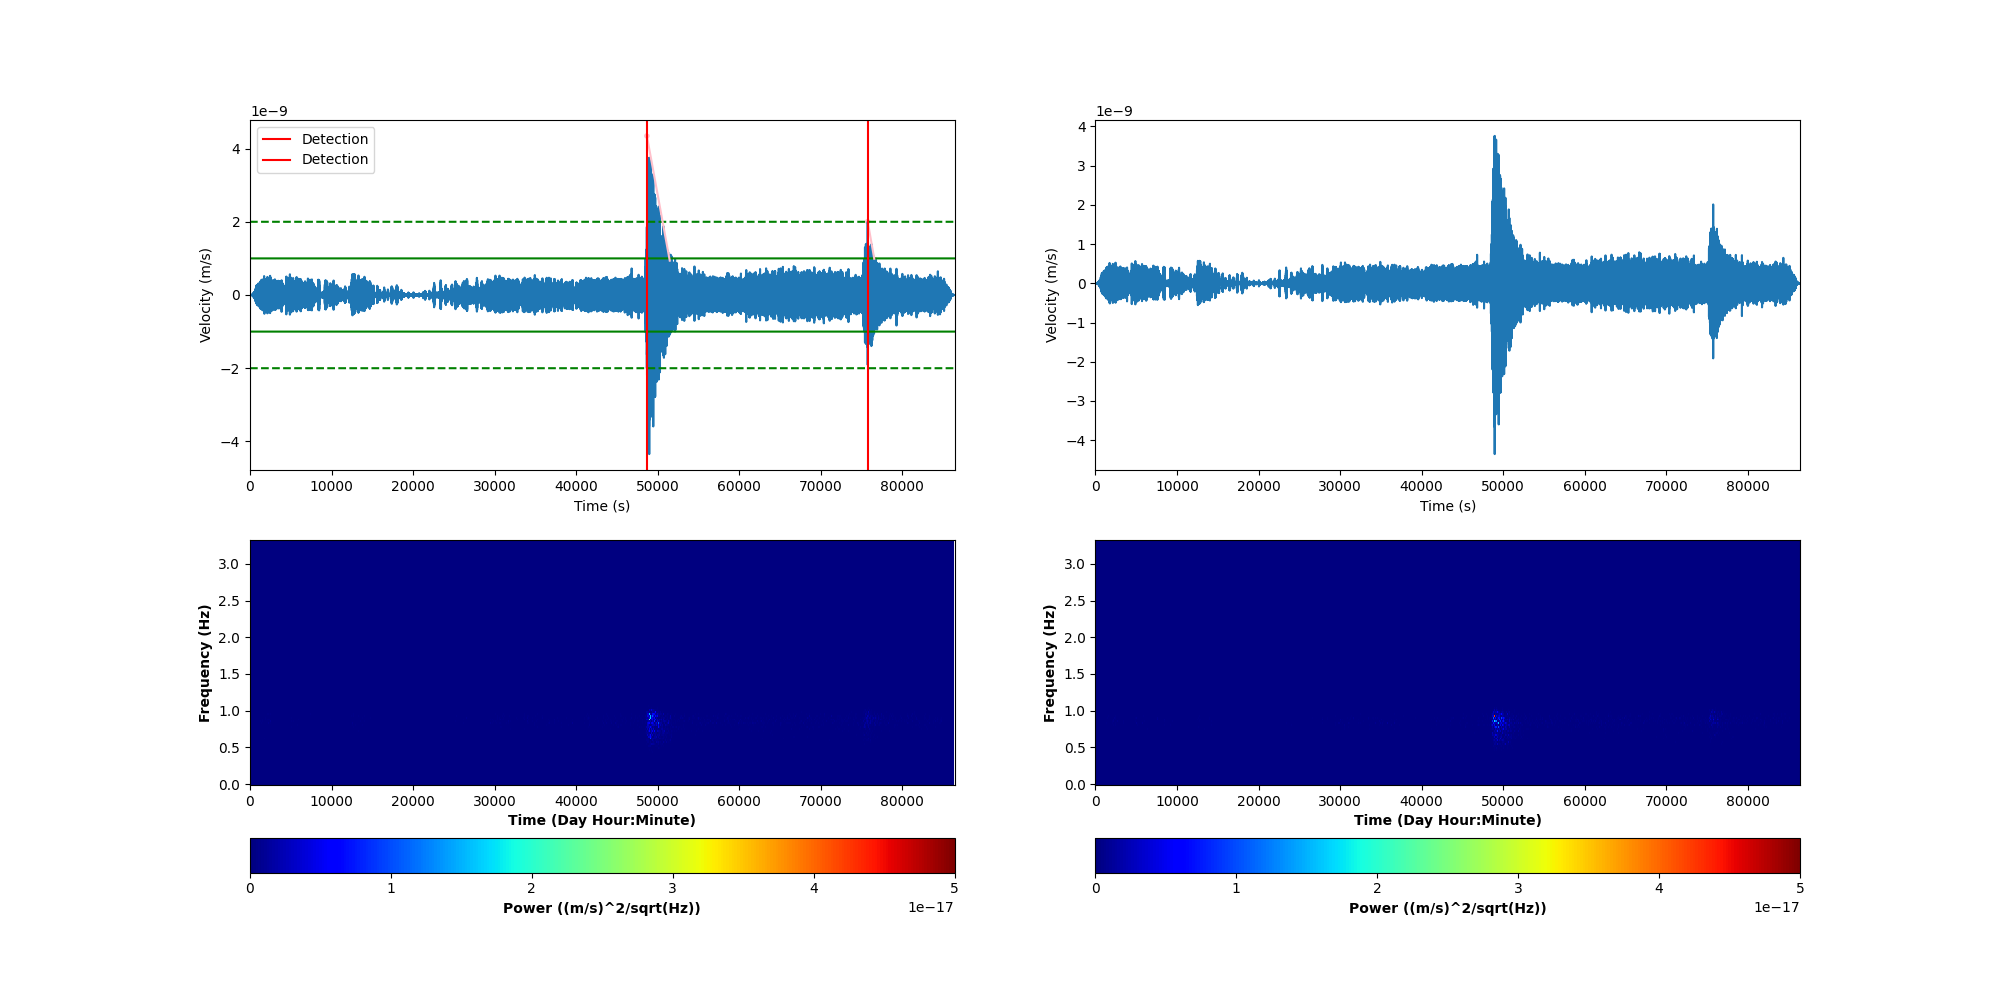 1e−9
Detection
Detection
4
2
0
−2
−4
Velocity (m/s)
0 10000 20000 30000 40000 50000 60000 70000 80000
Time (s)
1e−9
4
3
2
1
0
−1
−2
−3
−4
Velocity (m/s)
0 10000 20000 30000 40000 50000 60000 70000 80000
Time (s)
3.0
2.5
2.0
1.5
1.0
0.5
0.0
Frequency (Hz)
0 10000 20000 30000 40000 50000 60000 70000 80000
Time (Day Hour:Minute)
3.0
2.5
2.0
1.5
1.0
0.5
0.0
Frequency (Hz)
0 10000 20000 30000 40000 50000 60000 70000 80000
Time (Day Hour:Minute)
0 1 2 3 4 5
Power ((m/s)^2/sqrt(Hz))
1e−17
0 1 2 3 4 5
Power ((m/s)^2/sqrt(Hz))
1e−17